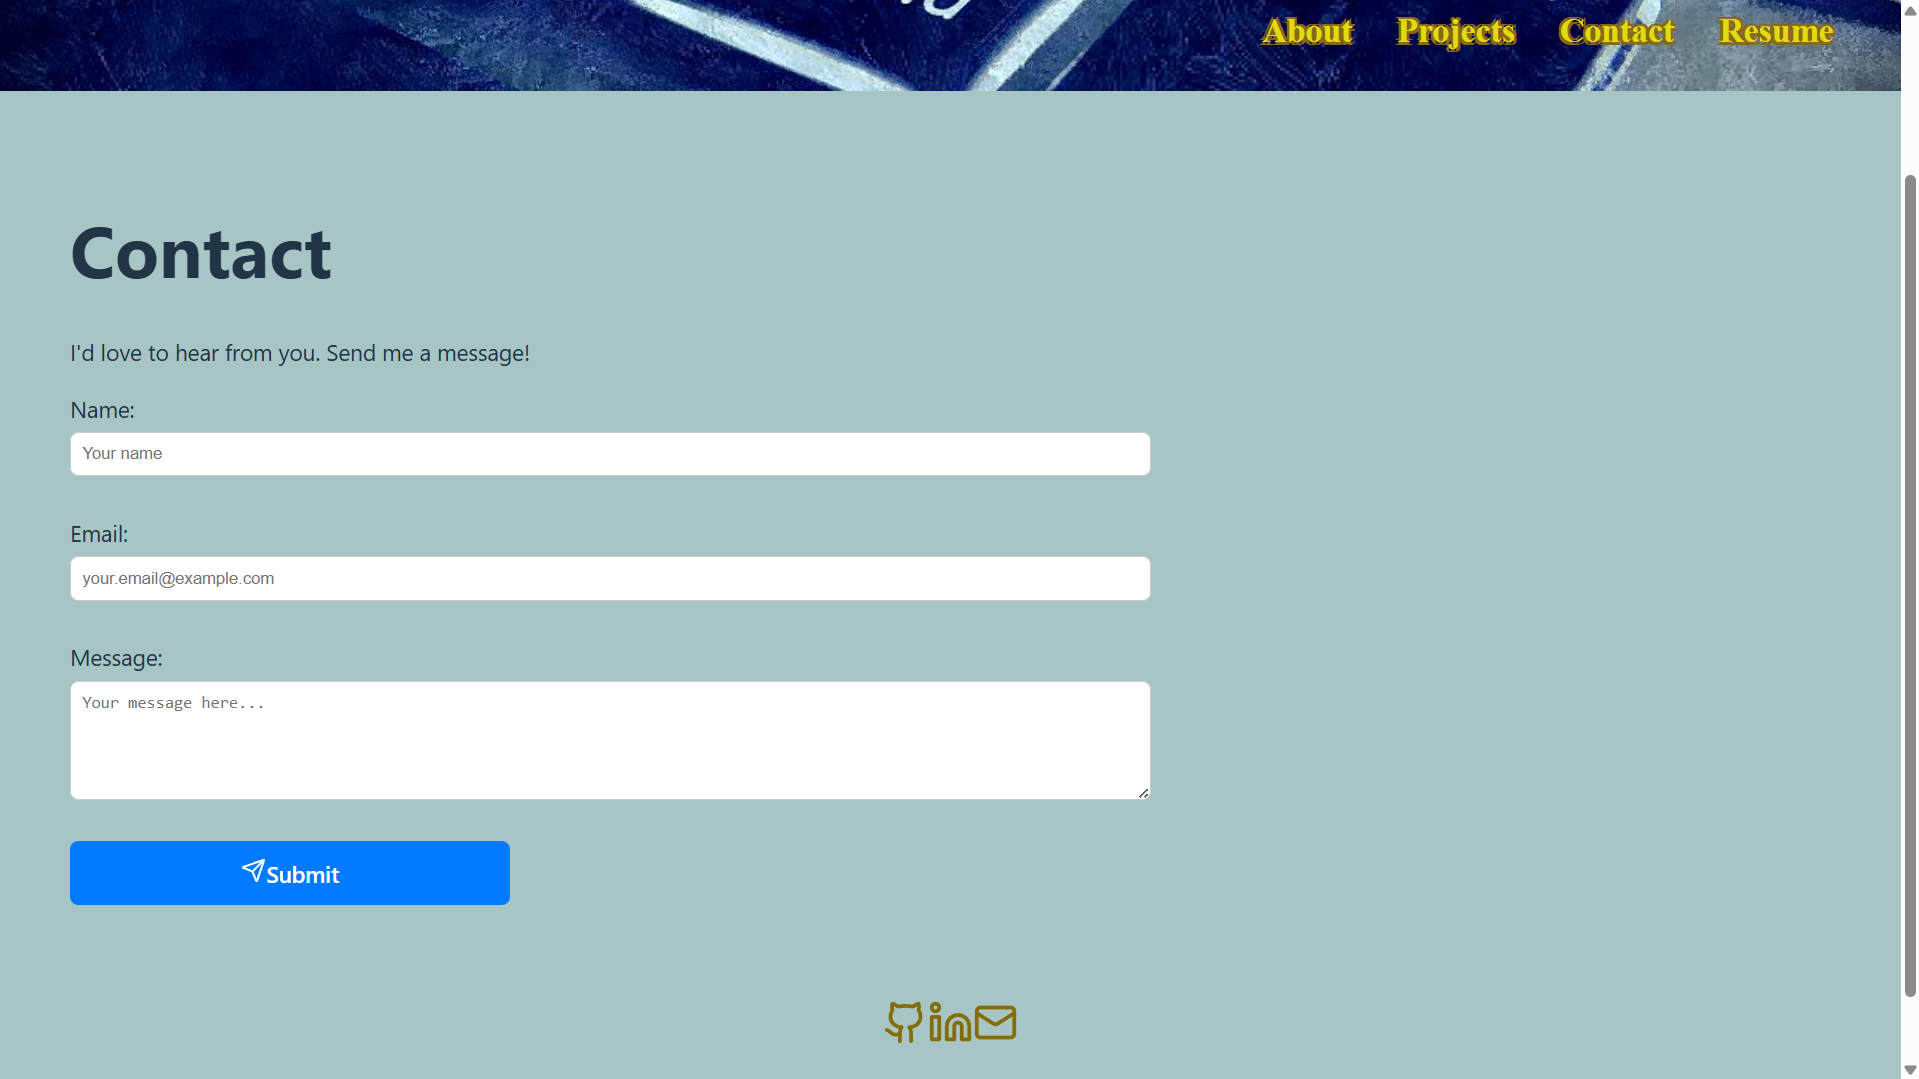 About Projects Contact Resume
Contact
I'd love to hear from you. Send me a message!
Name:
Your name
Email:
your.email@example.com
Message:
Your message here...
Submit